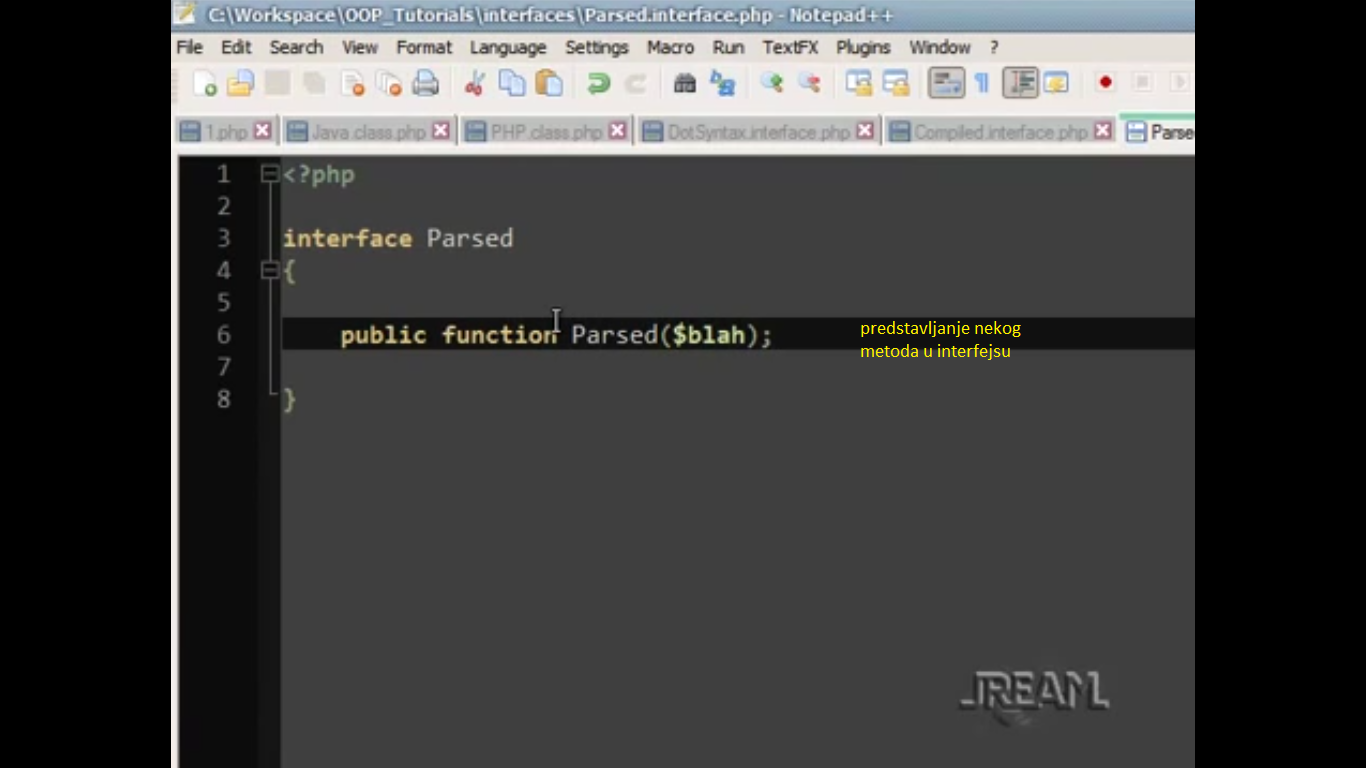 C:\Workspace\OOP_Tutorials\interfaces\Parsed.interface.php - Notepad++
File Edit Search View Format Language Settings Macro Run TextFX Plugins Window ?
1.php Java.class.php PHP.class.php DotSyntax.interface.php Compiled.interface.php Parse
1 <?php
2
3 interface Parsed
4 {
5
6 public function Parsed($blah); predstavljanje nekog
metoda u interfejsu
7
8 }
JREAM